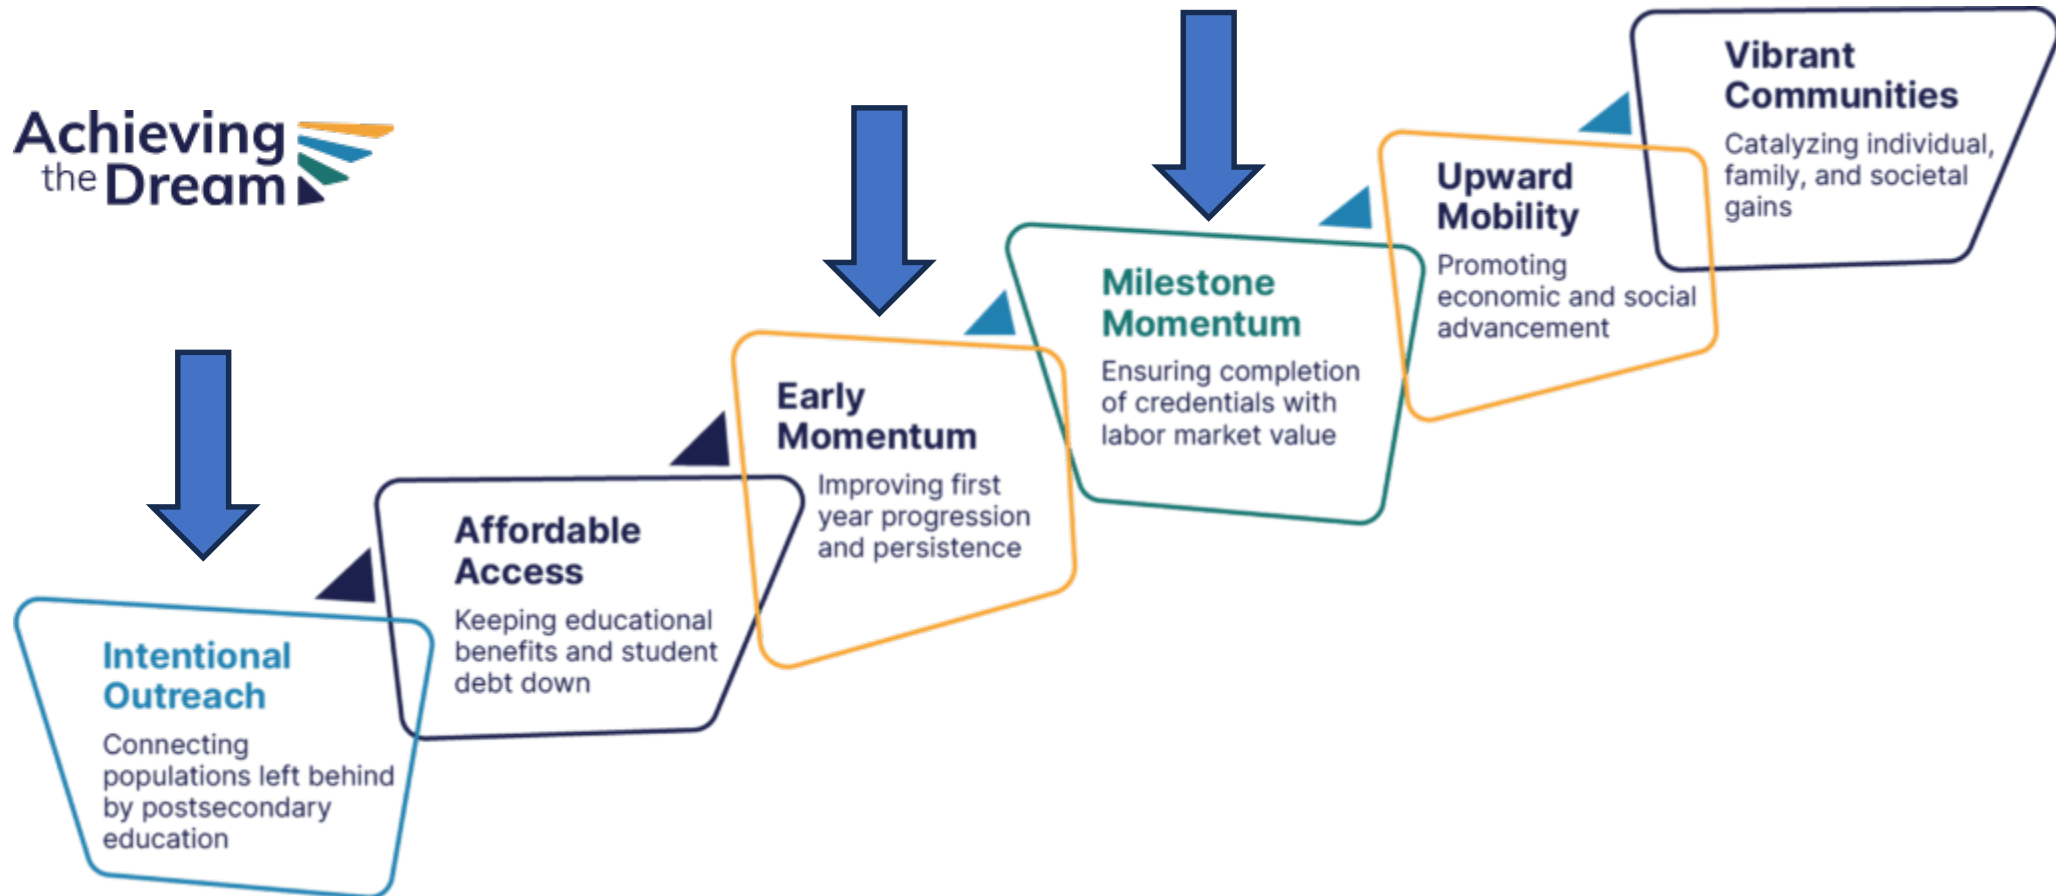 Achieving
the Dream
Intentional
Outreach
Connecting
populations left behind
by postsecondary
education
Affordable
Access
Keeping educational
benefits and student
debt down
Early
Momentum
Improving first
year progression
and persistence
Milestone
Momentum
Ensuring completion
of credentials with
labor market value
Upward
Mobility
Promoting
economic and social
advancement
Vibrant
Communities
Catalyzing individual,
family, and societal
gains